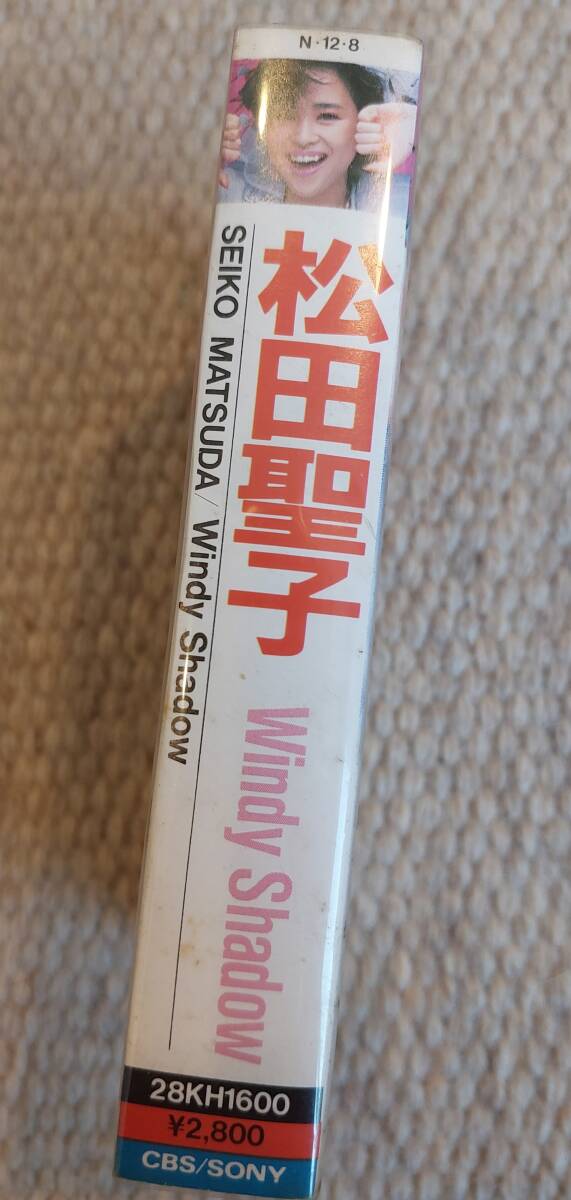 N·12·8
松田聖子 Windy Shadow
SEIKO MATSUDA/Windy Shadow
28KH1600
¥2,800
CBS/SONY